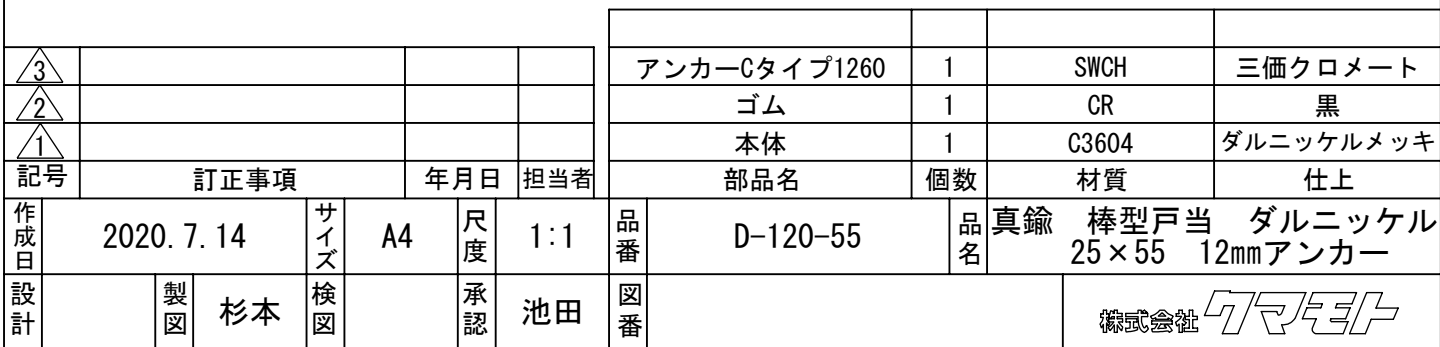 3 アンカーCタイプ1260 1 SWCH 三価クロメート
2 ゴム 1 CR 黒
1 本体 1 C3604 ダルニッケルメッキ
記号 訂正事項 年月日 担当者 部品名 個数 材質 仕上
作成日 2020.7.14 サイズ A4 尺度 1:1 品番 D-120-55 品名 真鍮 棒型戸当 ダルニッケル
25×55 12㎜アンカー
設計 製図 杉本 検図 承認 池田 図番 株式会社クマモト